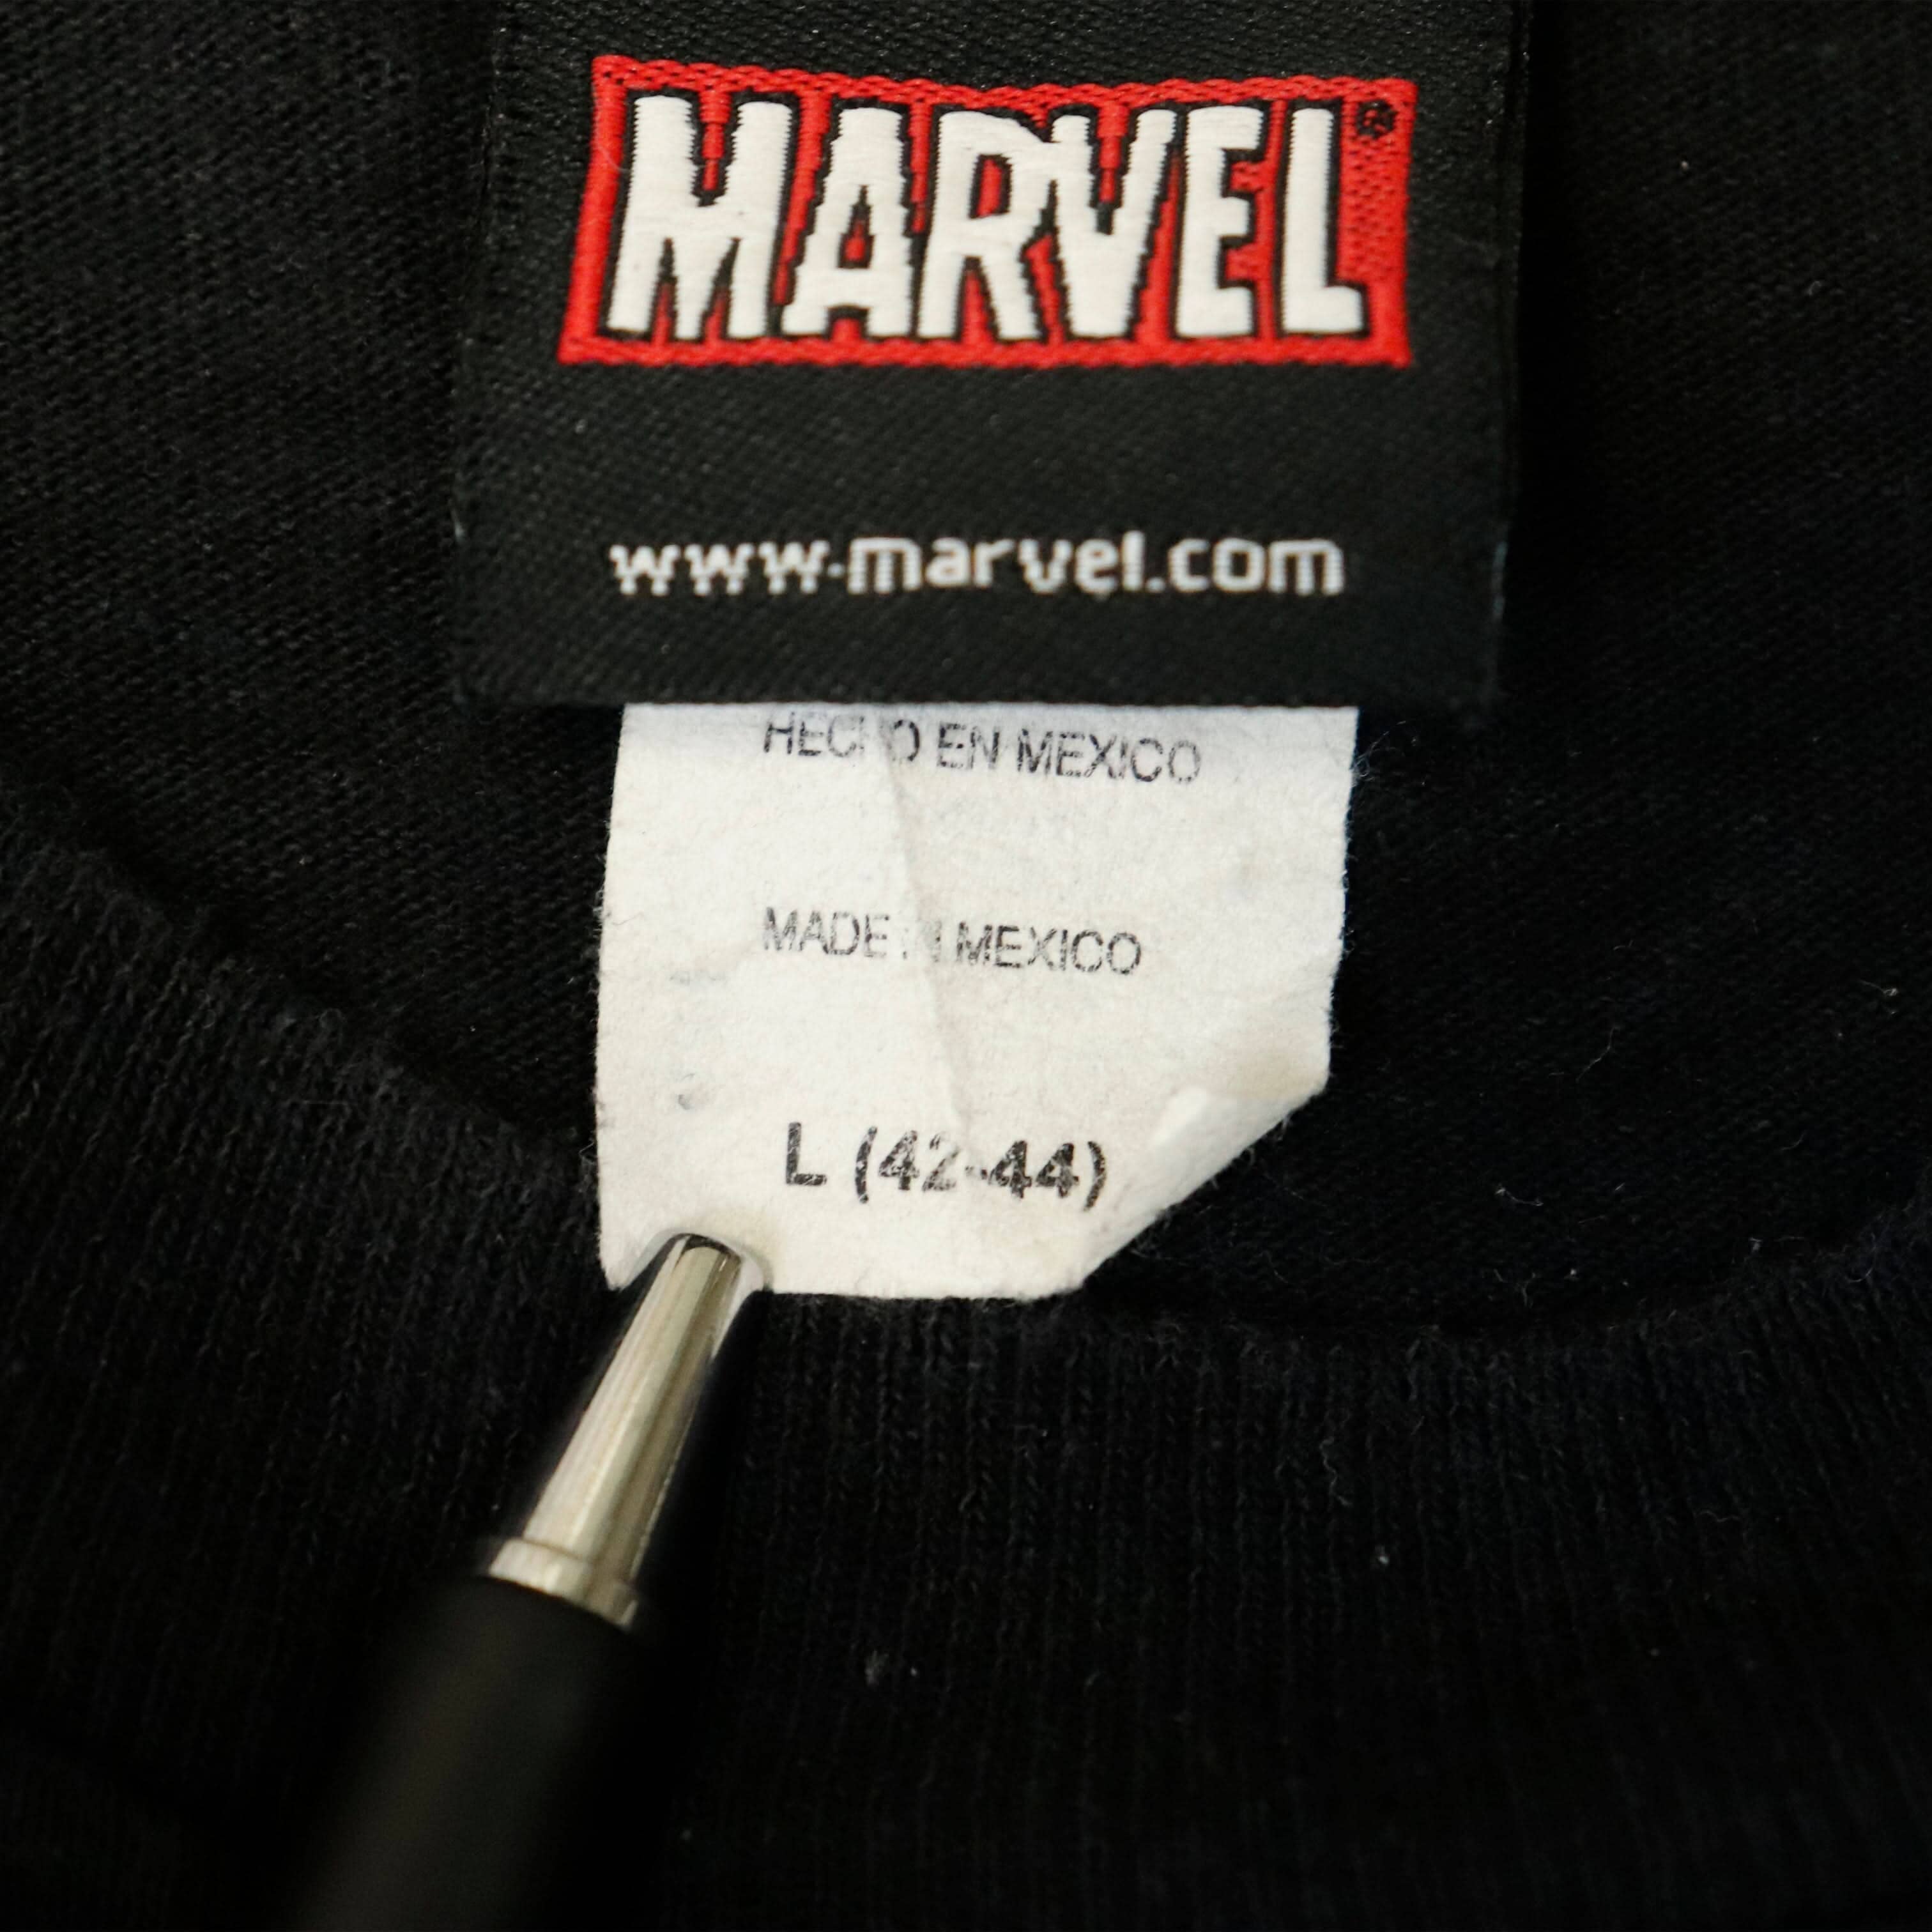 MARVEL®
www.marvel.com
HECHO EN MEXICO
MADE IN MEXICO
L (42-44)